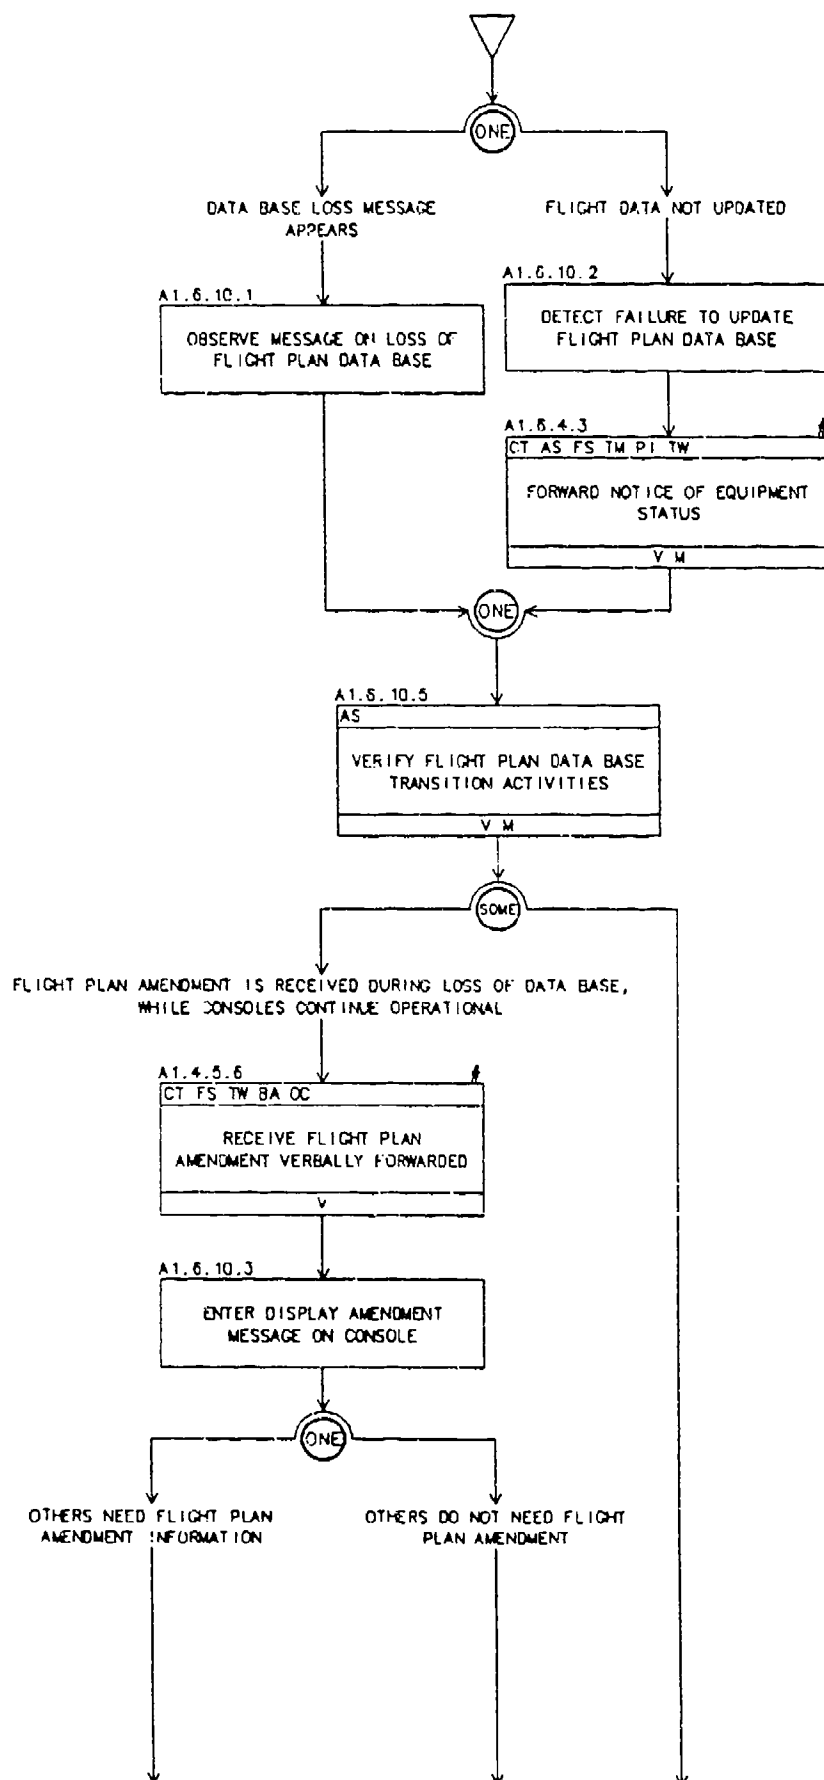 ONE
DATA BASE LOSS MESSAGE
APPEARS
FLIGHT DATA NOT UPDATED
A1.6.10.1
OBSERVE MESSAGE ON LOSS OF
FLIGHT PLAN DATA BASE
A1.6.10.2
DETECT FAILURE TO UPDATE
FLIGHT PLAN DATA BASE
A1.6.4.3
CT AS FS TM PI TW
FORWARD NOTICE OF EQUIPMENT
STATUS
V M
ONE
A1.6.10.5
AS
VERIFY FLIGHT PLAN DATA BASE
TRANSITION ACTIVITIES
V M
SOME
FLIGHT PLAN AMENDMENT IS RECEIVED DURING LOSS OF DATA BASE,
WHILE CONSOLES CONTINUE OPERATIONAL
A1.4.5.6
CT FS TW BA OC
RECEIVE FLIGHT PLAN
AMENDMENT VERBALLY FORWARDED
V
A1.6.10.3
ENTER DISPLAY AMENDMENT
MESSAGE ON CONSOLE
ONE
OTHERS NEED FLIGHT PLAN
AMENDMENT INFORMATION
OTHERS DO NOT NEED FLIGHT
PLAN AMENDMENT